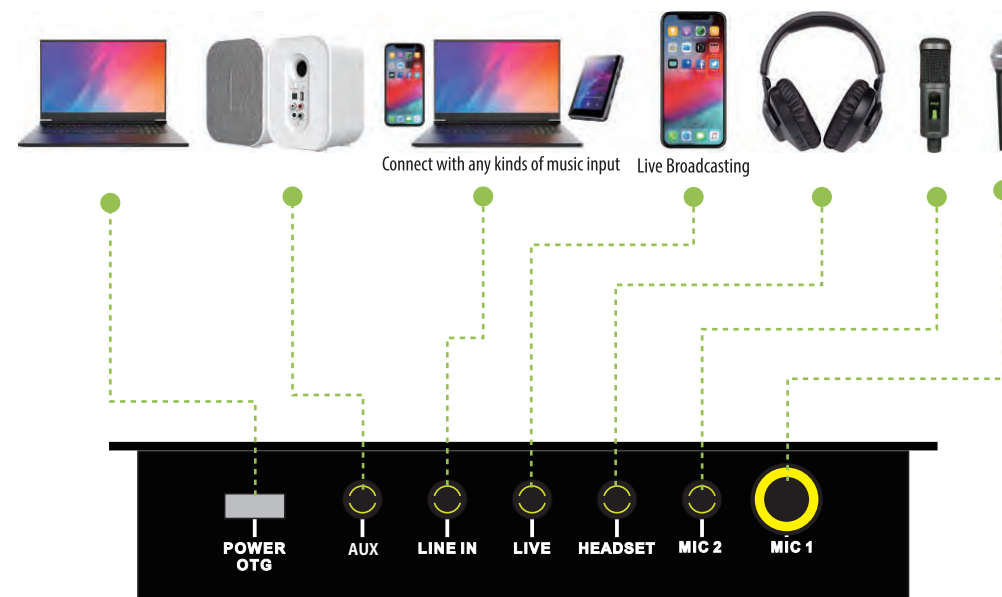 Connect with any kinds of music input
Live Broadcasting
POWER
OTG
AUX
LINE IN
LIVE
HEADSET
MIC 2
MIC 1